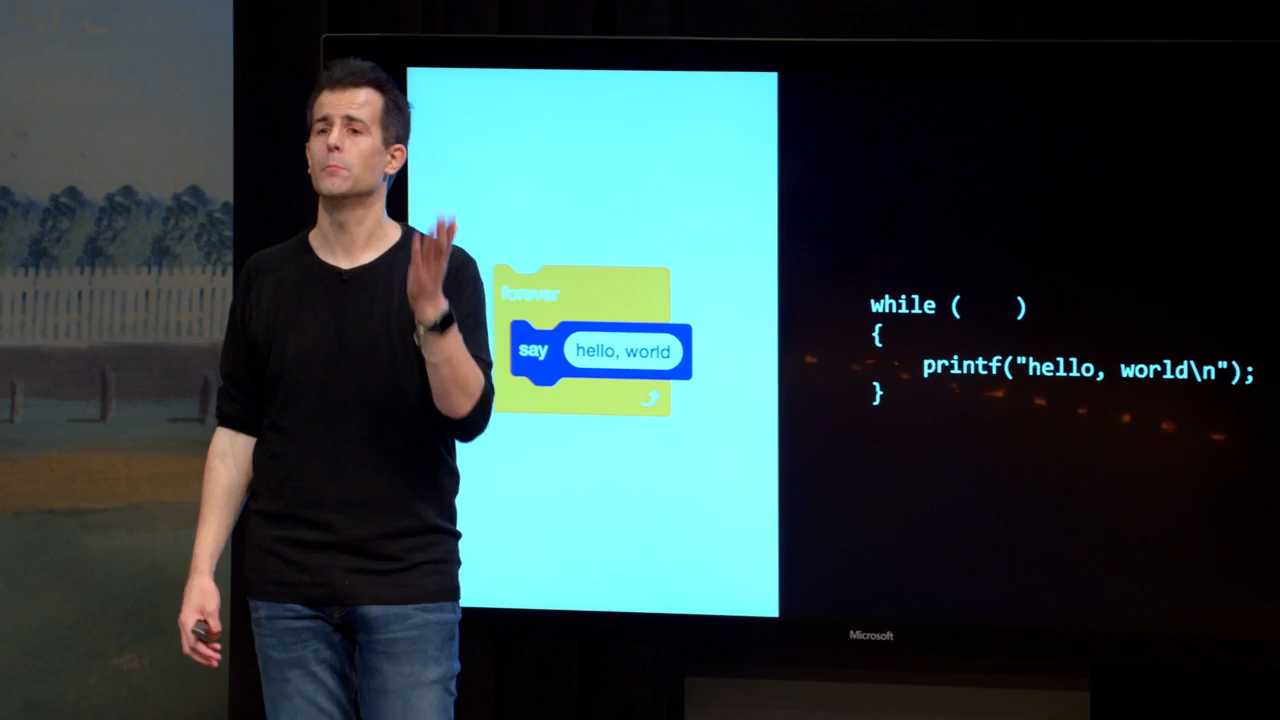 forever
say hello, world
while (    )
{
    printf("hello, world\n");
}
Microsoft